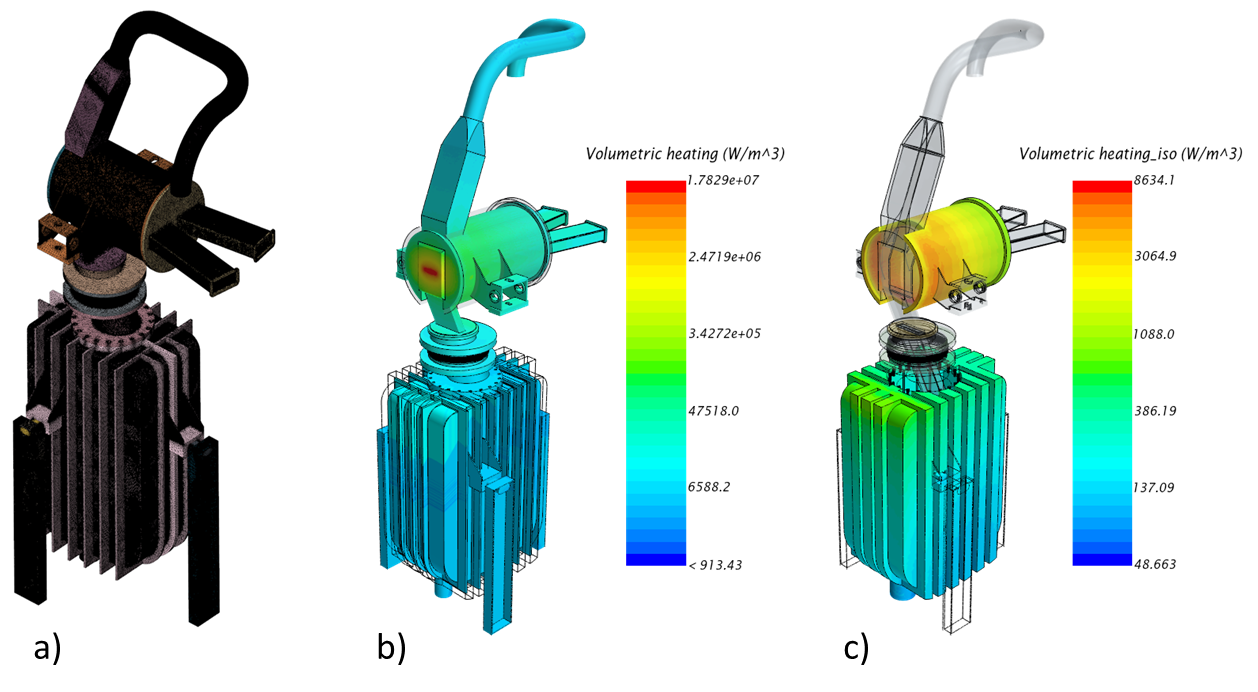 Volumetric heating (W/m^3)
1.7829e+07
2.4719e+06
3.4272e+05
47518.0
6588.2
< 913.43
Volumetric heating_iso (W/m^3)
8634.1
3064.9
1088.0
386.19
137.09
48.663
a)
b)
c)